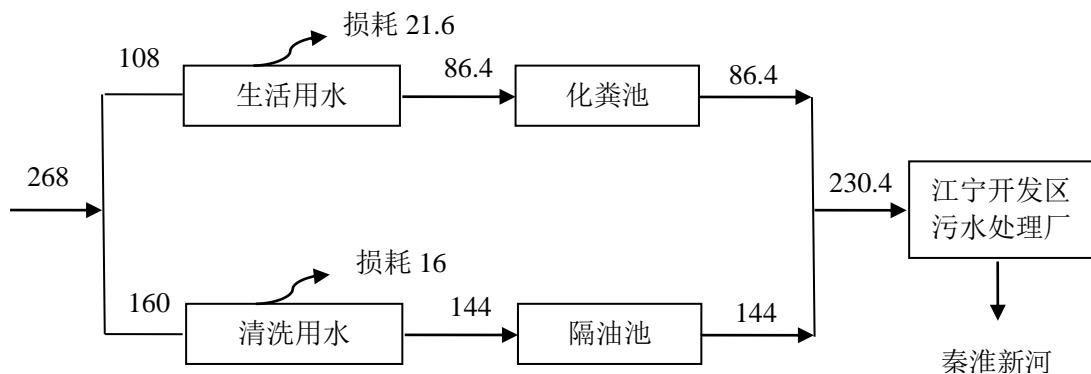 损耗 21.6
108
生活用水
86.4
化粪池
86.4
268
230.4
江宁开发区
污水处理厂
损耗 16
160
清洗用水
144
隔油池
144
秦淮新河